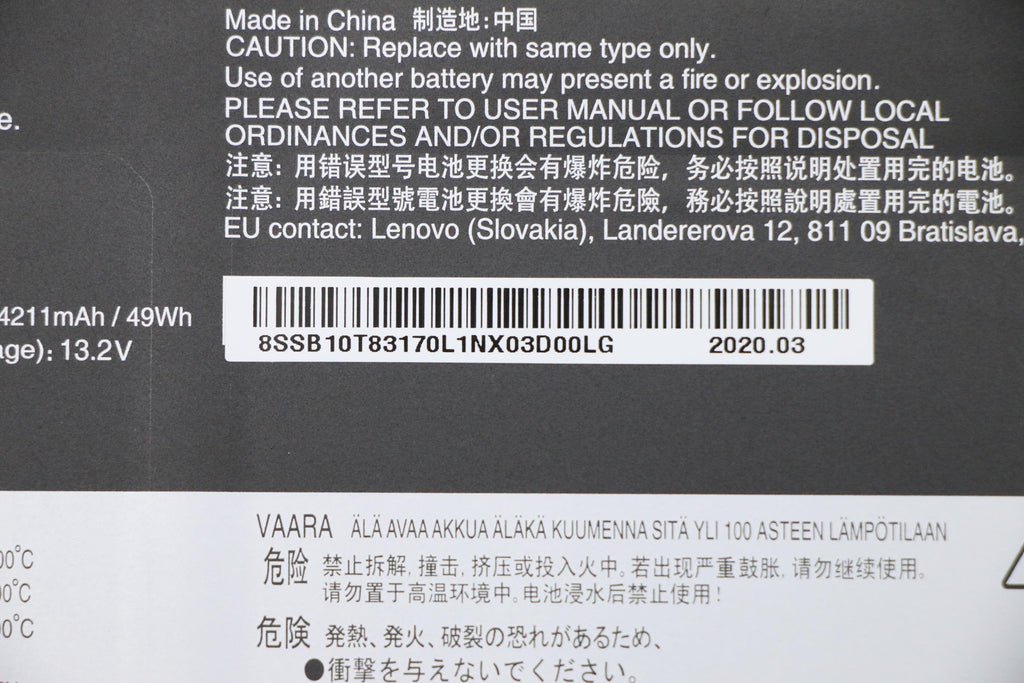 Made in China 制造地:中国
CAUTION: Replace with same type only.
Use of another battery may present a fire or explosion.
PLEASE REFER TO USER MANUAL OR FOLLOW LOCAL
ORDINANCES AND/OR REGULATIONS FOR DISPOSAL
注意：用错误型号电池更换会有爆炸危险，务必按照说明处置用完的电池。
注意：用錯誤型號電池更換會有爆炸危險，務必按照說明處置用完的電池。
EU contact: Lenovo (Slovakia), Landererova 12, 811 09 Bratislava,
e.
4211mAh / 49Wh
age): 13.2V
8SSB10T83170L1NX03D00LG 2020.03
VAARA ÄLÄ AVAA AKKUA ÄLÄKÄ KUUMENNA SITÄ YLI 100 ASTEEN LÄMPÖTILAAN
危险 禁止拆解, 撞击, 挤压或投入火中。若出现严重鼓胀, 请勿继续使用。
请勿置于高温环境中。电池浸水后禁止使用！
危険 発熱、発火、破裂の恐れがあるため、
●衝撃を与えないでください。
00°C
00°C
00°C